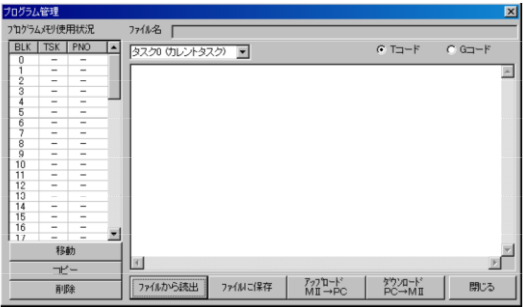 プログラム管理
プログラムメモリ使用状況
ファイル名
BLK TSK PNO
タスク0 (カレントタスク)
Tコード
Gコード
0 − −
1 − −
2 − −
3 − −
4 − −
5 − −
6 − −
7 − −
8 − −
9 − −
10 − −
11 − −
12 − −
13 − −
14 − −
15 − −
16 − −
17 − −
移動
コピー
削除
ファイルから読出
ファイルに保存
アップロード
MⅡ→PC
ダウンロード
PC→MⅡ
閉じる